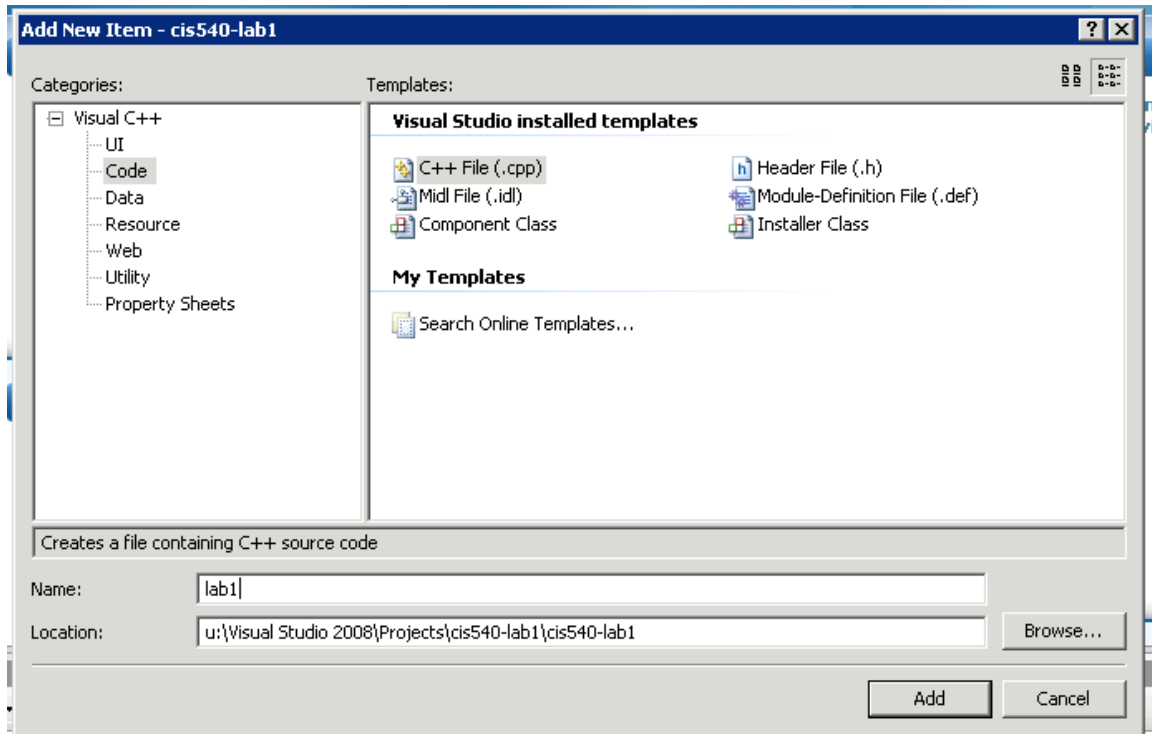 Add New Item - cis540-lab1
Categories:
Templates:
Visual C++
UI
Code
Data
Resource
Web
Utility
Property Sheets
Visual Studio installed templates
C++ File (.cpp)
Header File (.h)
Midl File (.idl)
Module-Definition File (.def)
Component Class
Installer Class
My Templates
Search Online Templates...
Creates a file containing C++ source code
Name:
lab1
Location:
u:\Visual Studio 2008\Projects\cis540-lab1\cis540-lab1
Browse...
Add
Cancel